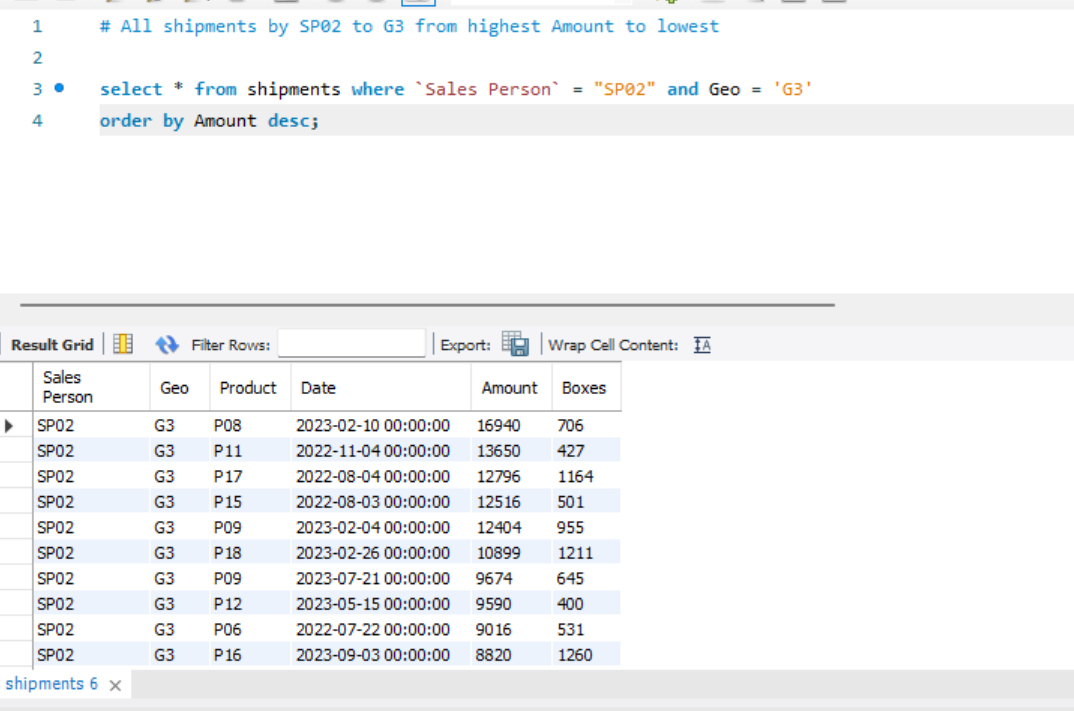 1 # All shipments by SP02 to G3 from highest Amount to lowest
2
3 select * from shipments where `Sales Person` = "SP02" and Geo = 'G3'
4 order by Amount desc;
Result Grid Filter Rows: Export: Wrap Cell Content: IA
Sales Person Geo Product Date Amount Boxes
SP02 G3 P08 2023-02-10 00:00:00 16940 706
SP02 G3 P11 2022-11-04 00:00:00 13650 427
SP02 G3 P17 2022-08-04 00:00:00 12796 1164
SP02 G3 P15 2022-08-03 00:00:00 12516 501
SP02 G3 P09 2023-02-04 00:00:00 12404 955
SP02 G3 P18 2023-02-26 00:00:00 10899 1211
SP02 G3 P09 2023-07-21 00:00:00 9674 645
SP02 G3 P12 2023-05-15 00:00:00 9590 400
SP02 G3 P06 2022-07-22 00:00:00 9016 531
SP02 G3 P16 2023-09-03 00:00:00 8820 1260
shipments 6